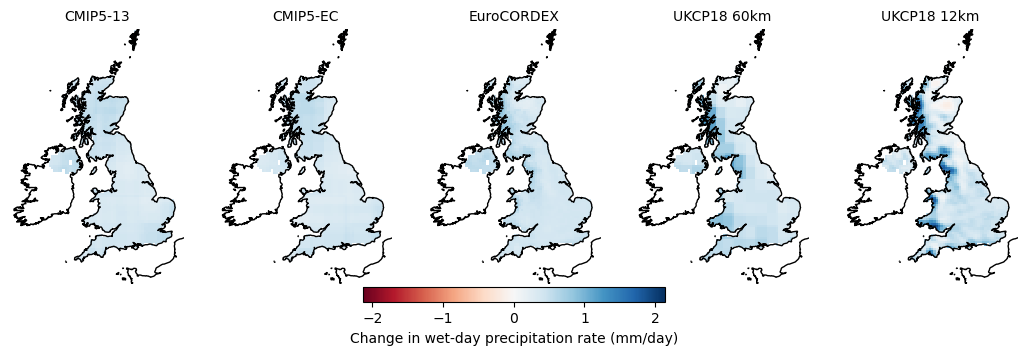 CMIP5-13 CMIP5-EC EuroCORDEX UKCP18 60km UKCP18 12km
−2 −1 0 1 2
Change in wet-day precipitation rate (mm/day)